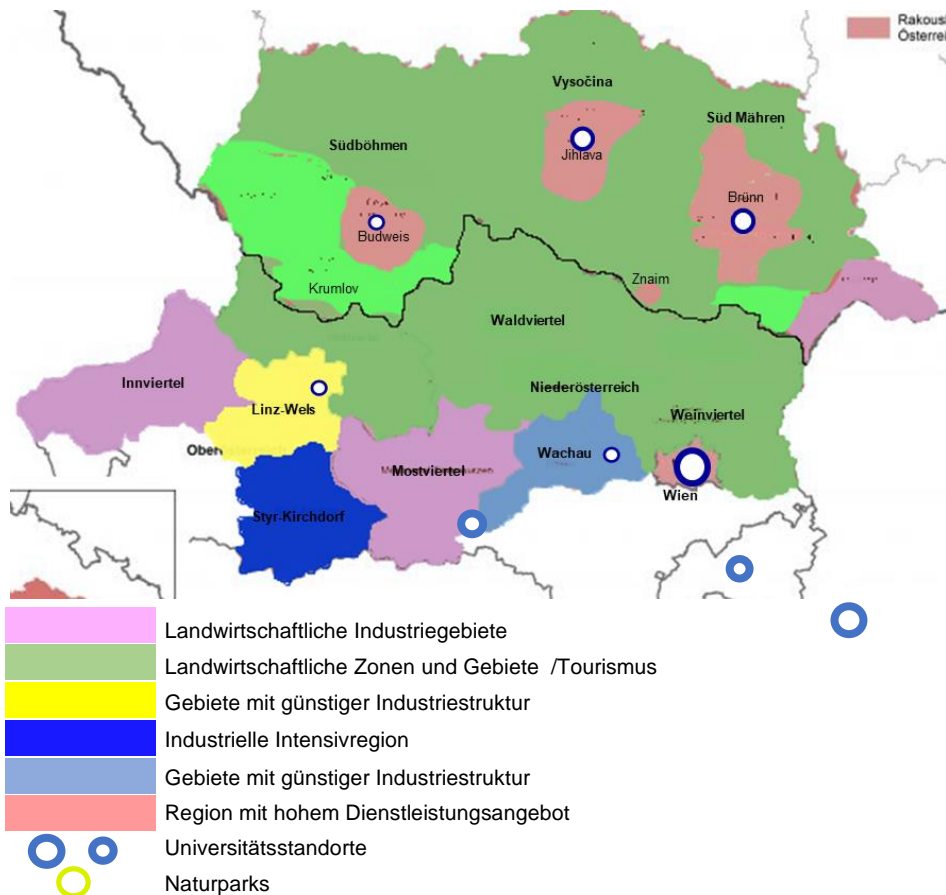 Rakousl
Österrei
Vysočina
Süd Mähren
Südböhmen
Jihlava
Brünn
Budweis
Znaim
Krumlov
Waldviertel
Innviertel
Niederösterreich
Linz-Wels
Weinviertel
Wachau
Mostviertel
Wien
Styr-Kirchdorf
Landwirtschaftliche Industriegebiete
Landwirtschaftliche Zonen und Gebiete /Tourismus
Gebiete mit günstiger Industriestruktur
Industrielle Intensivregion
Gebiete mit günstiger Industriestruktur
Region mit hohem Dienstleistungsangebot
Universitätsstandorte
Naturparks